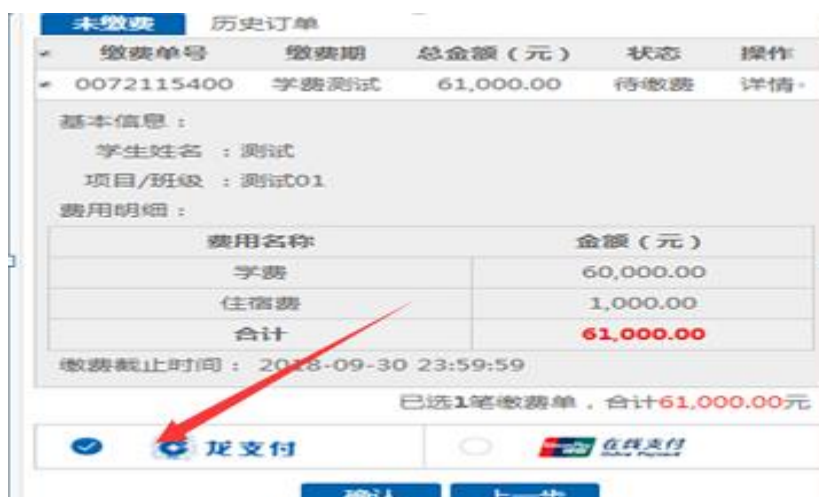 未缴费 历史订单
缴费单号 缴费期 总金额（元） 状态 操作
0072115400 学费测试 61,000.00 待缴费 详情
基本信息：
学生姓名 ：测试
项目/班级 ：测试01
费用明细：
费用名称 金额（元）
学费 60,000.00
住宿费 1,000.00
合计 61,000.00
缴费截止时间： 2018-09-30 23:59:59
已选1笔缴费单，合计61,000.00元
龙支付 在线支付
确认 上一步